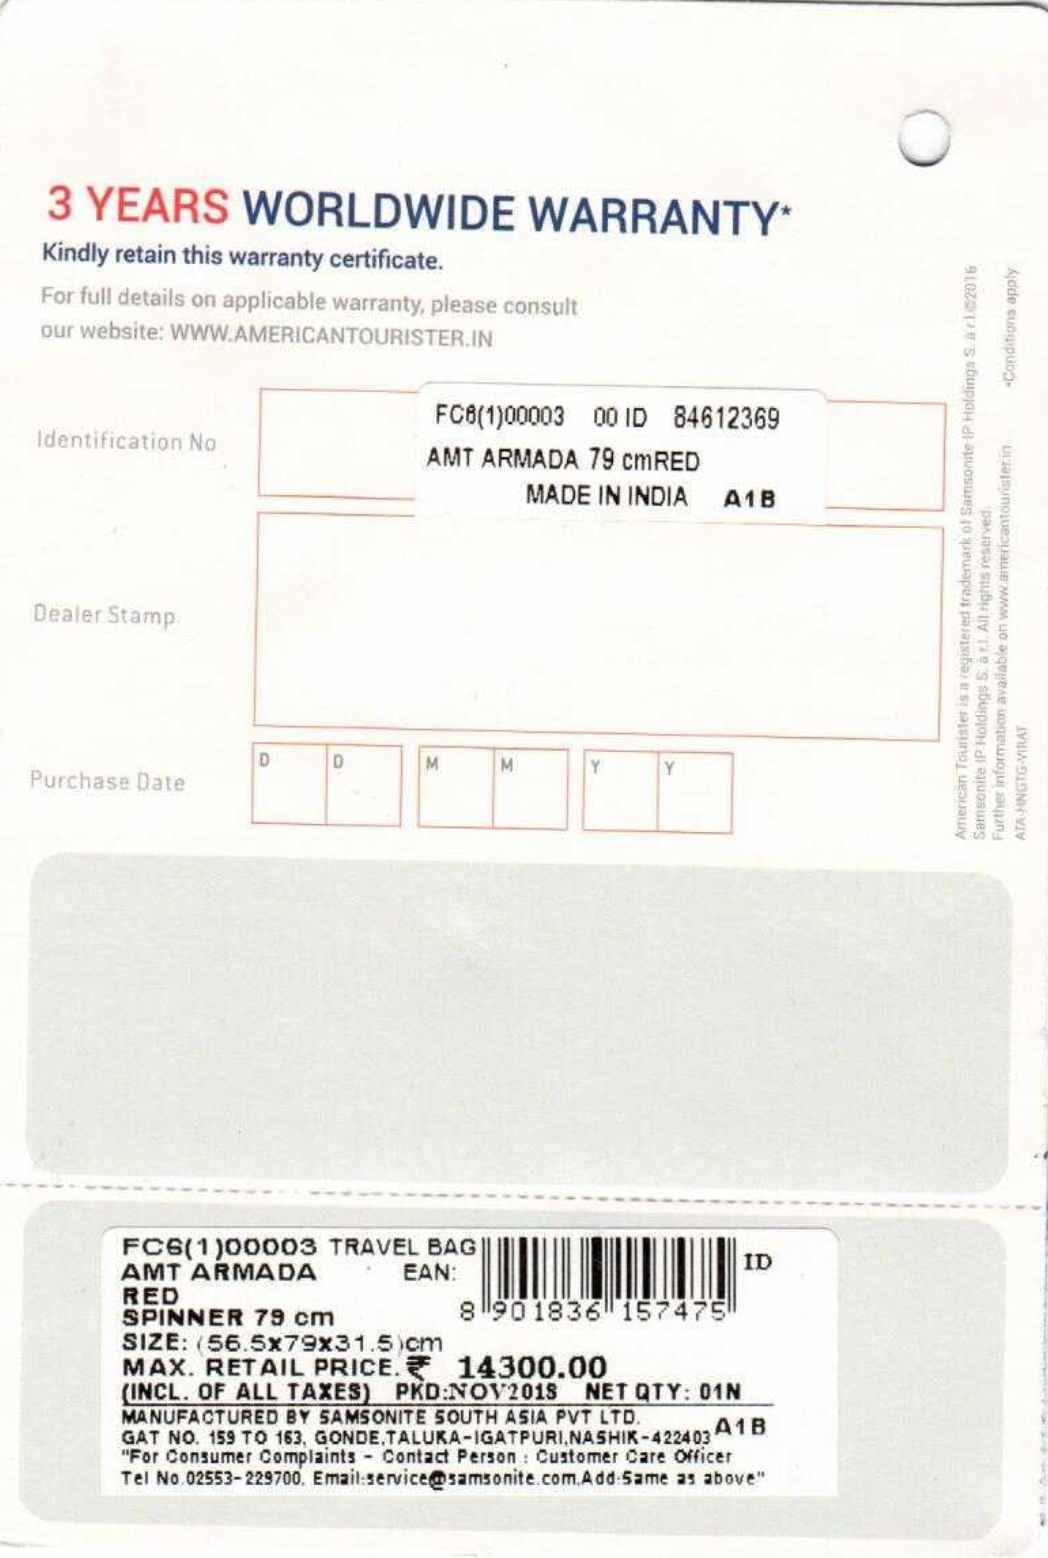 3 YEARS WORLDWIDE WARRANTY*
Kindly retain this warranty certificate.
For full details on applicable warranty, please consult
our website: WWW.AMERICANTOURISTER.IN
Identification No
FC6(1)00003 00 ID 84612369
AMT ARMADA 79 cmRED
MADE IN INDIA A1B
Dealer Stamp
Purchase Date
D D M M Y Y
American Tourister is a registered trademark of Samsonite IP Holdings S. à r.l.©2016
Samsonite IP Holdings S. à r.l. All rights reserved.
Further information available on www.americantourister.in *Conditions apply
ATA-HNGTG-VIRAT
FC6(1)00003 TRAVEL BAG
AMT ARMADA EAN:
ID
RED
SPINNER 79 cm
8 901836 157475
SIZE: (56.5x79x31.5)cm
MAX. RETAIL PRICE.₹ 14300.00
(INCL. OF ALL TAXES) PKD:NOV2018 NET QTY: 01N
MANUFACTURED BY SAMSONITE SOUTH ASIA PVT LTD.
GAT NO. 159 TO 163, GONDE,TALUKA-IGATPURI,NASHIK-422403 A1B
"For Consumer Complaints - Contact Person : Customer Care Officer
Tel No.02553-229700, Email:service@samsonite.com,Add:Same as above"